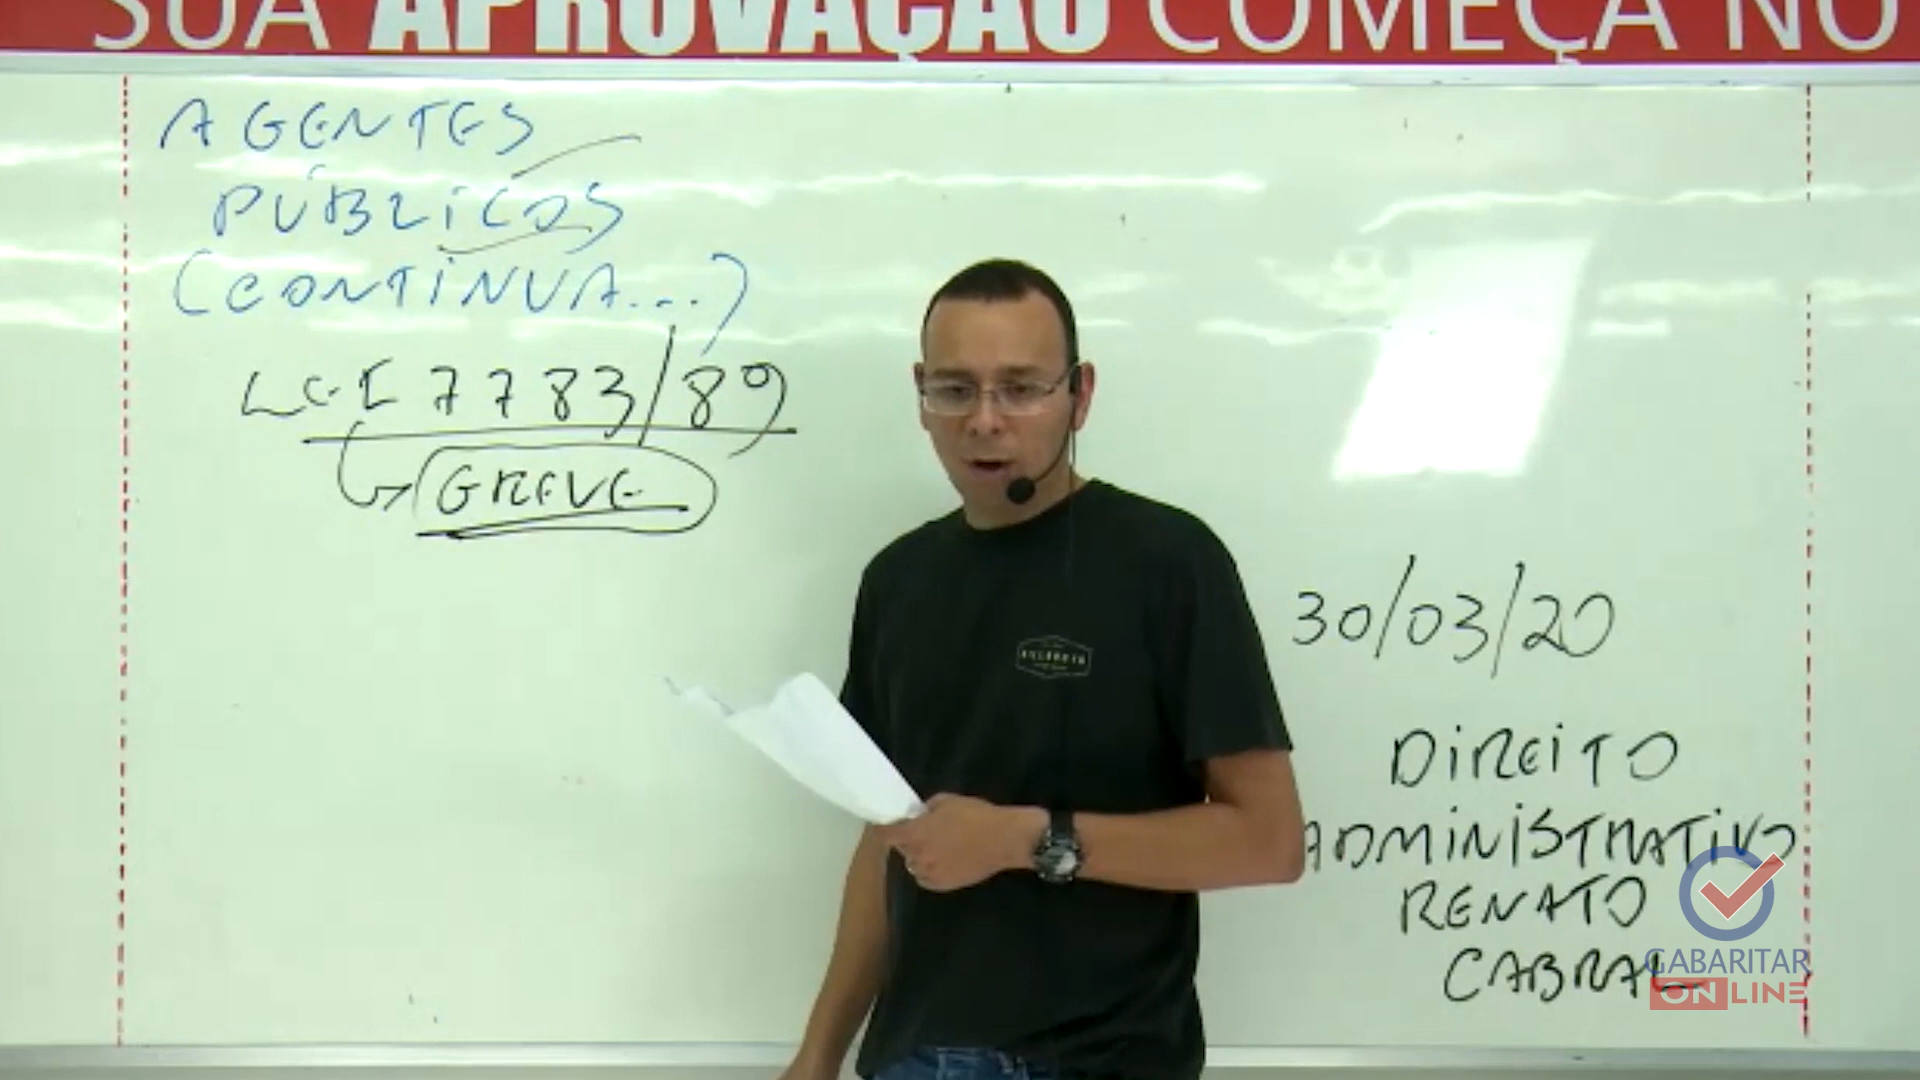 SUA APROVAÇÃO COMEÇA NO
AGENTES
PÚBLICOS
(CONTINUA...)
LEI 7783/89
GREVE
30/03/20
DIREITO
ADMINISTRATIVO
RENATO
CABRAL
GABARITAR
ONLINE